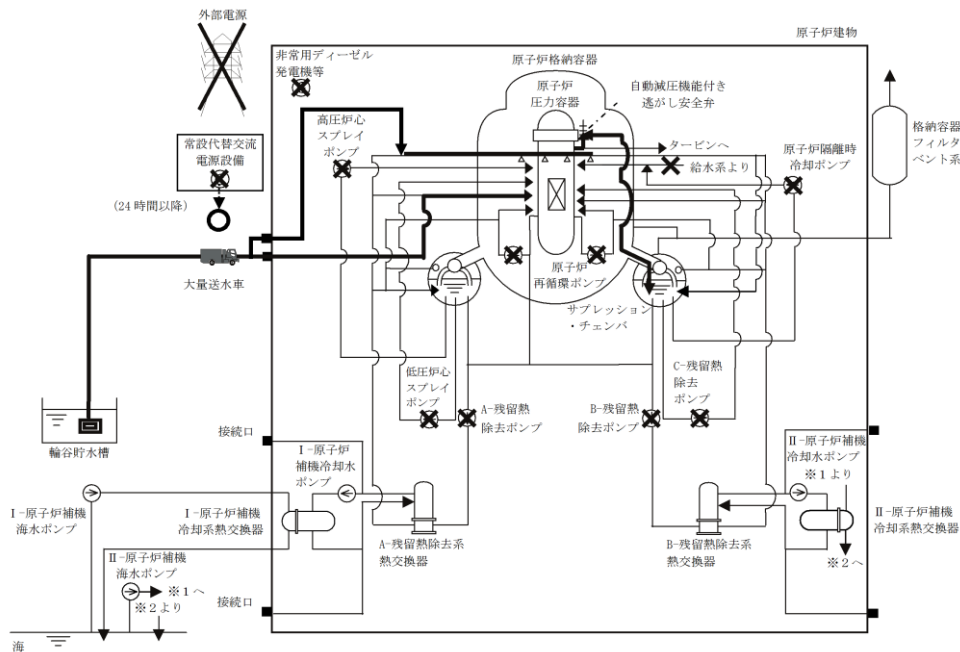 外部電源
原子炉建物
非常用ディーゼル
発電機等
原子炉格納容器
原子炉
圧力容器
自動減圧機能付き
逃がし安全弁
高圧炉心
スプレイ
ポンプ
常設代替交流
電源設備
タービンへ
給水系より
原子炉隔離時
冷却ポンプ
格納容器
フィルタ
ベント系
(24時間以降)
大量送水車
原子炉
再循環ポンプ
サプレッション
・チェンバ
低圧炉心
スプレイ
ポンプ
A-残留熱
除去ポンプ
B-残留熱
除去ポンプ
C-残留熱
除去
ポンプ
輪谷貯水槽
接続口
Ⅰ-原子炉
補機冷却水
ポンプ
Ⅱ-原子炉補機
冷却水ポンプ
※1より
Ⅰ-原子炉補機
海水ポンプ
Ⅰ-原子炉補機
冷却系熱交換器
A-残留熱除去系
熱交換器
B-残留熱除去系
熱交換器
Ⅱ-原子炉補機
冷却系熱交換器
※2へ
Ⅱ-原子炉補機
海水ポンプ
※1へ
※2より
接続口
海